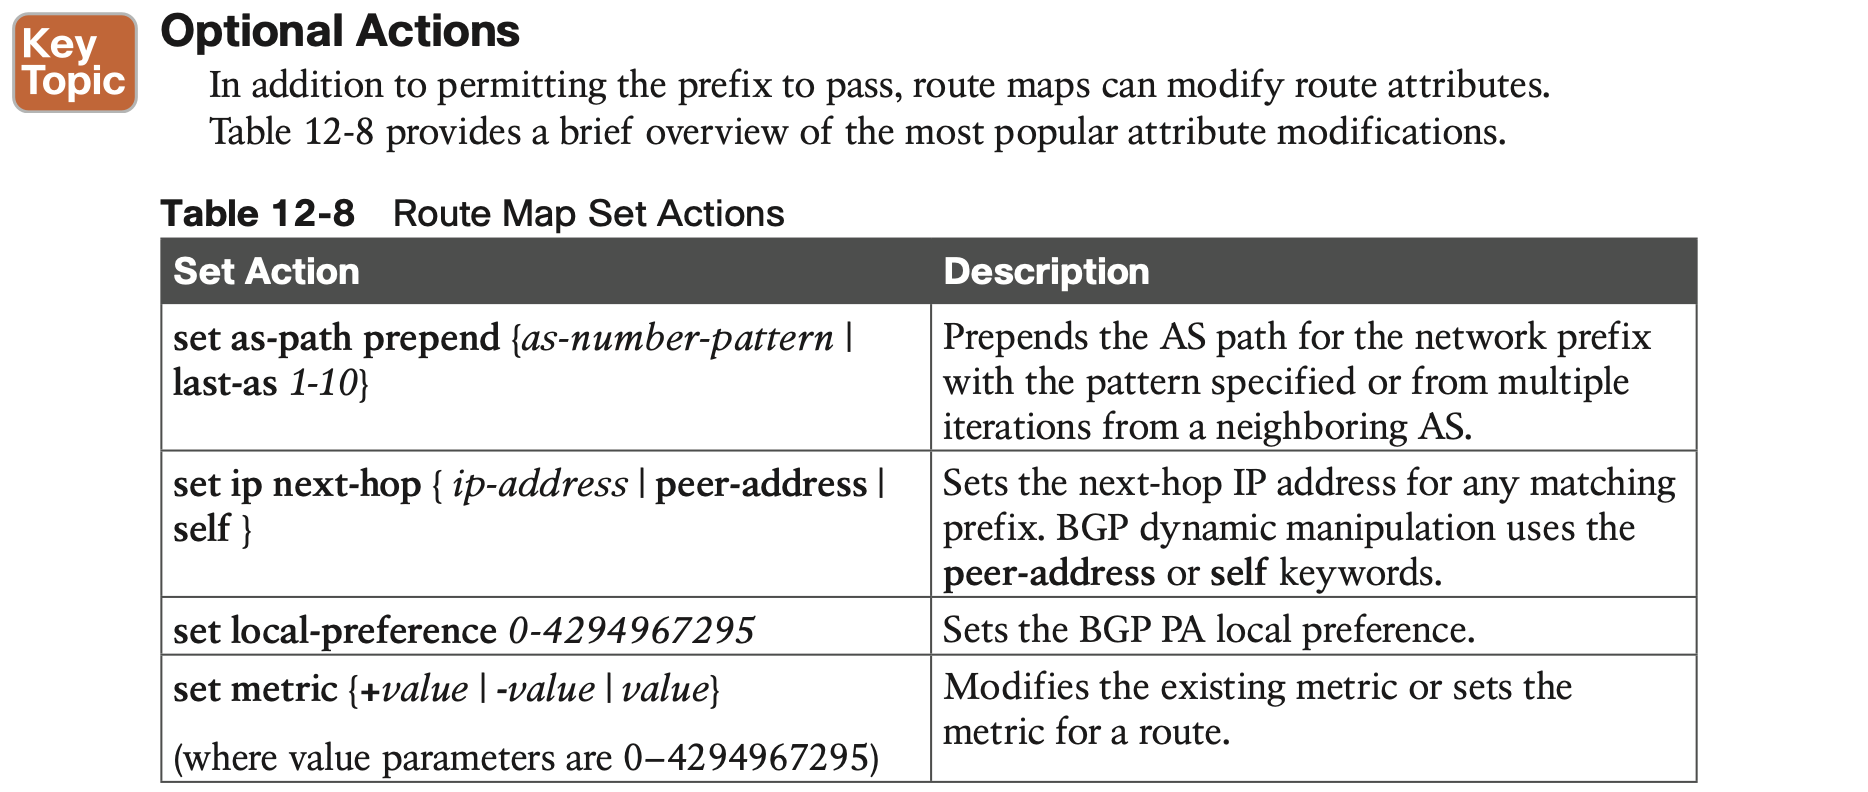 Key
Topic
Optional Actions
In addition to permitting the prefix to pass, route maps can modify route attributes.
Table 12-8 provides a brief overview of the most popular attribute modifications.
Table 12-8 Route Map Set Actions
Set Action
Description
set as-path prepend {as-number-pattern |
last-as 1-10}
Prepends the AS path for the network prefix
with the pattern specified or from multiple
iterations from a neighboring AS.
set ip next-hop { ip-address | peer-address |
self }
Sets the next-hop IP address for any matching
prefix. BGP dynamic manipulation uses the
peer-address or self keywords.
set local-preference 0-4294967295
Sets the BGP PA local preference.
set metric {+value | -value | value}
(where value parameters are 0–4294967295)
Modifies the existing metric or sets the
metric for a route.